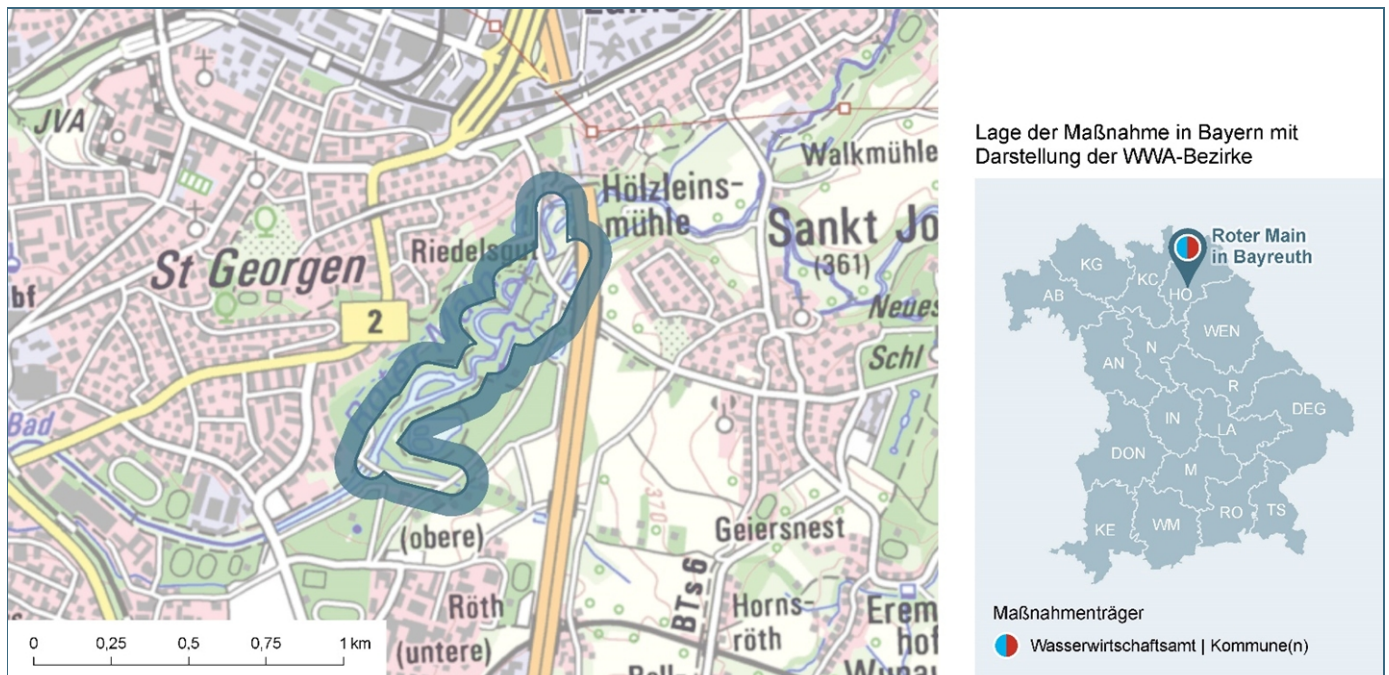 JVA
Walkmühle
Hölzleins-
mühle
Riedelsgut
Sankt Jo
(361)
St Georgen
bf
2
Neues
Schl
Bad
370
(obere)
Geiersnest
BTs 6
Röth
(untere)
Horns-
röth
Erem
hof
0 0,25 0,5 0,75 1 km
Lage der Maßnahme in Bayern mit
Darstellung der WWA-Bezirke
Roter Main
in Bayreuth
KG
KC
HO
AB
WEN
N
AN
R
DEG
IN
LA
DON
M
RO
TS
KE
WM
Maßnahmenträger
Wasserwirtschaftsamt | Kommune(n)